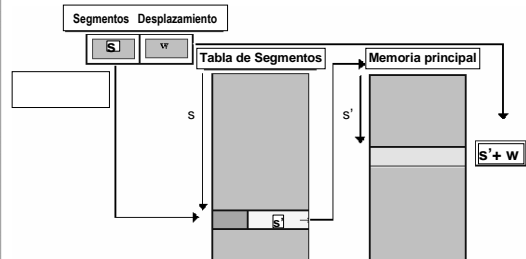 Segmentos Desplazamiento
S w
Tabla de Segmentos
Memoria principal
s
s'
s'+ w
s'